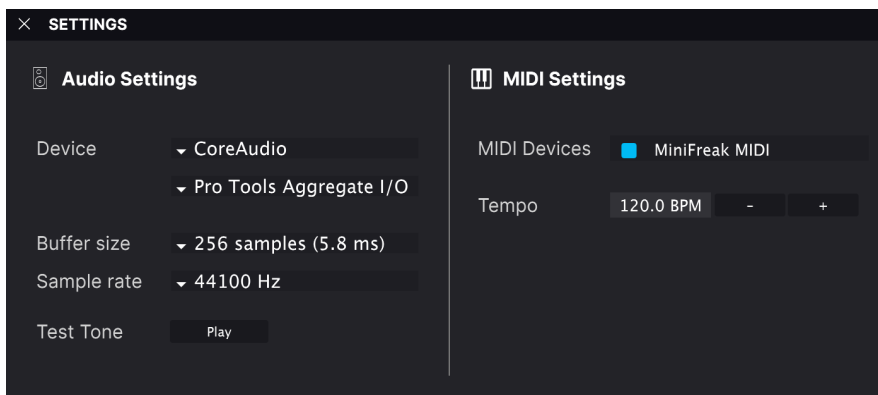 SETTINGS
Audio Settings
Device
CoreAudio
Pro Tools Aggregate I/O
Buffer size
256 samples (5.8 ms)
Sample rate
44100 Hz
Test Tone
Play
MIDI Settings
MIDI Devices
MiniFreak MIDI
Tempo
120.0 BPM
-
+